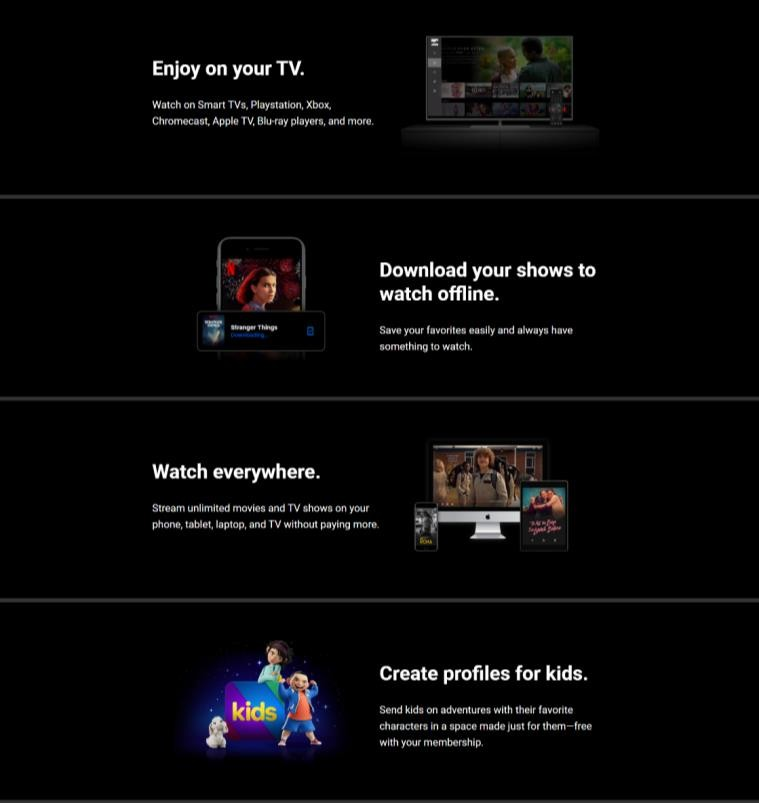 Enjoy on your TV.
Watch on Smart TVs, Playstation, Xbox,
Chromecast, Apple TV, Blu-ray players, and more.
Stranger Things
Downloading...
Download your shows to
watch offline.
Save your favorites easily and always have
something to watch.
Watch everywhere.
Stream unlimited movies and TV shows on your
phone, tablet, laptop, and TV without paying more.
ROMA
kids
Create profiles for kids.
Send kids on adventures with their favorite
characters in a space made just for them—free
with your membership.